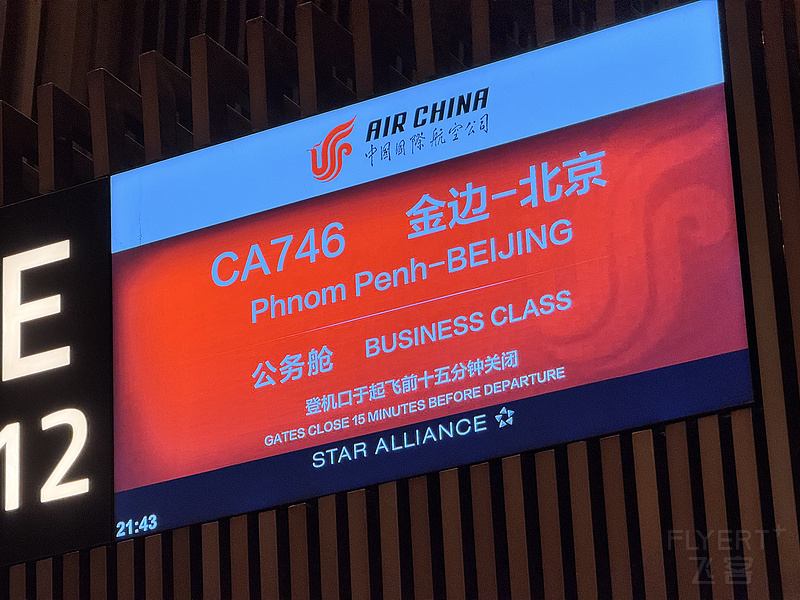 AIR CHINA
中国国际航空公司
E
12
CA746 金边-北京
Phnom Penh-BEIJING
公务舱 BUSINESS CLASS
登机口于起飞前十五分钟关闭
GATES CLOSE 15 MINUTES BEFORE DEPARTURE
STAR ALLIANCE
21:43
FLYERT+
飞客